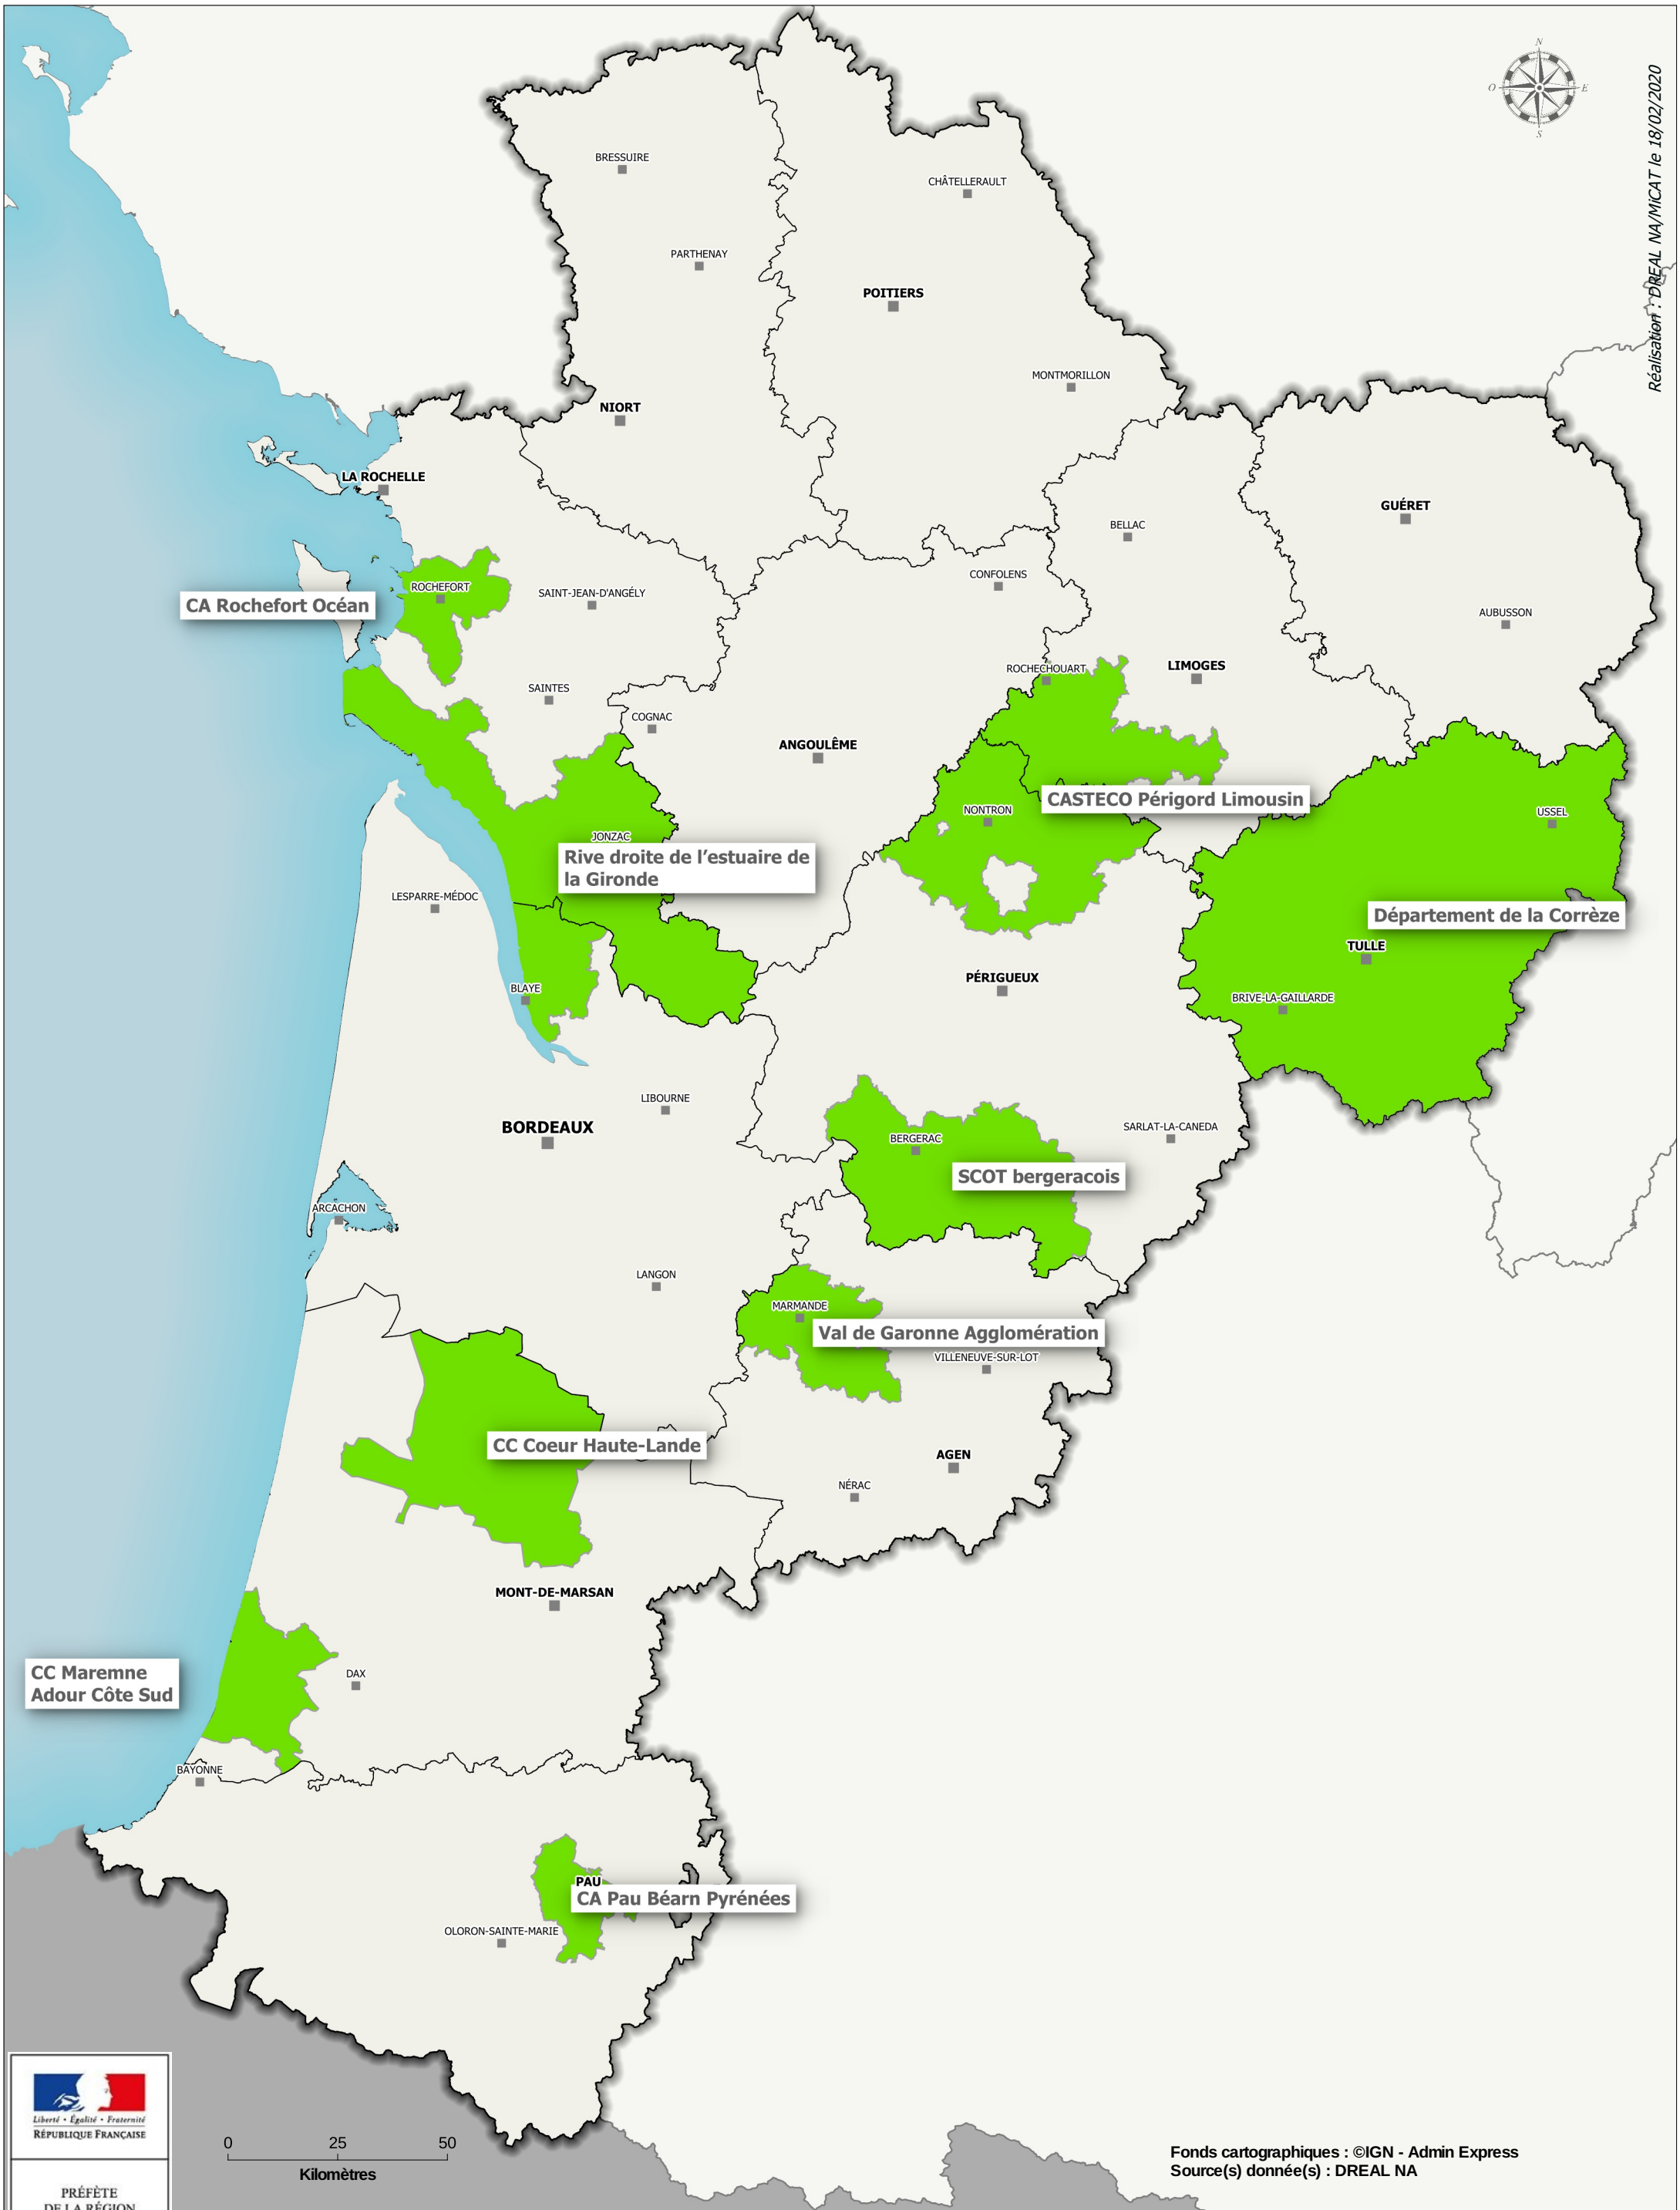 N
O
E
S
Réalisation : DREAL NA/MiCAT le 18/02/2020
BRESSUIRE
CHÂTELLERAULT
PARTHENAY
POITIERS
MONTMORILLON
NIORT
LA ROCHELLE
GUÉRET
BELLAC
CONFOLENS
ROCHEFORT
SAINT-JEAN-D'ANGÉLY
CA Rochefort Océan
AUBUSSON
ROCHECHOUART
LIMOGES
SAINTES
COGNAC
ANGOULÊME
CASTECO Périgord Limousin
NONTRON
USSEL
JONZAC
Rive droite de l'estuaire de
la Gironde
LESPARRE-MÉDOC
Département de la Corrèze
TULLE
PÉRIGUEUX
BLAYE
BRIVE-LA-GAILLARDE
LIBOURNE
BORDEAUX
SARLAT-LA-CANEDA
BERGERAC
SCOT bergeracois
ARCACHON
LANGON
MARMANDE
Val de Garonne Agglomération
VILLENEUVE-SUR-LOT
CC Coeur Haute-Lande
AGEN
NÉRAC
MONT-DE-MARSAN
CC Maremne
Adour Côte Sud
DAX
BAYONNE
PAU
CA Pau Béarn Pyrénées
OLORON-SAINTE-MARIE
Liberté • Égalité • Fraternité
RÉPUBLIQUE FRANÇAISE
PRÉFÈTE
DE LA RÉGION
0 25 50
Kilomètres
Fonds cartographiques : ©IGN - Admin Express
Source(s) donnée(s) : DREAL NA